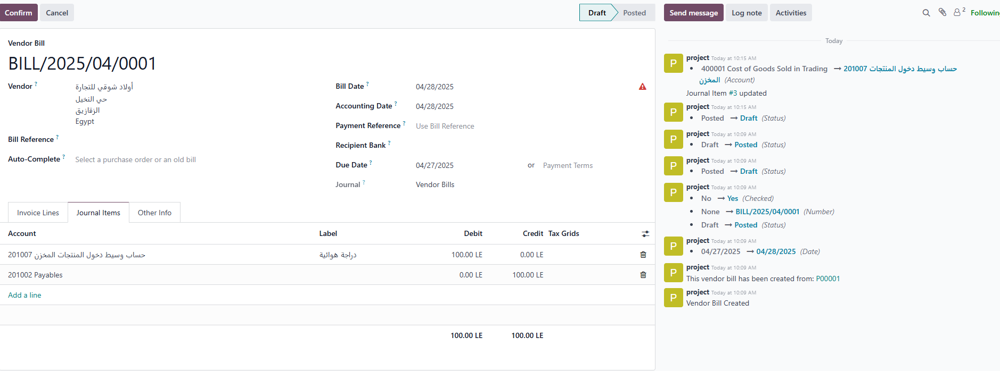 Confirm
Cancel
Draft
Posted
Send message
Log note
Activities
2
Vendor Bill
BILL/2025/04/0001
Vendor ?
أولاد شوقي للتجارة
حي النخيل
الزقازيق
Egypt
Bill Reference ?
Auto-Complete ? Select a purchase order or an old bill
Bill Date ? 04/28/2025
Accounting Date ? 04/28/2025
Payment Reference ? Use Bill Reference
Recipient Bank ?
Due Date ? 04/27/2025 or Payment Terms
Journal ? Vendor Bills
Invoice Lines
Journal Items
Other Info
Account Label Debit Credit Tax Grids
201007 حساب وسيط دخول المنتجات المخزن دراجة هوائية 100.00 LE 0.00 LE
201002 Payables 0.00 LE 100.00 LE
Add a line
100.00 LE 100.00 LE
Today
P
project Today at 10:15 AM
• 400001 Cost of Goods Sold in Trading → 201007 حساب وسيط دخول المنتجات
المخزن (Account)
Journal Item #3 updated
P
project Today at 10:15 AM
• Posted → Draft (Status)
P
project Today at 10:09 AM
• Draft → Posted (Status)
P
project Today at 10:09 AM
• Posted → Draft (Status)
P
project Today at 10:09 AM
• No → Yes (Checked)
• None → BILL/2025/04/0001 (Number)
• Draft → Posted (Status)
P
project Today at 10:09 AM
• 04/27/2025 → 04/28/2025 (Date)
P
project Today at 10:09 AM
This vendor bill has been created from: P00001
P
project Today at 10:09 AM
Vendor Bill Created